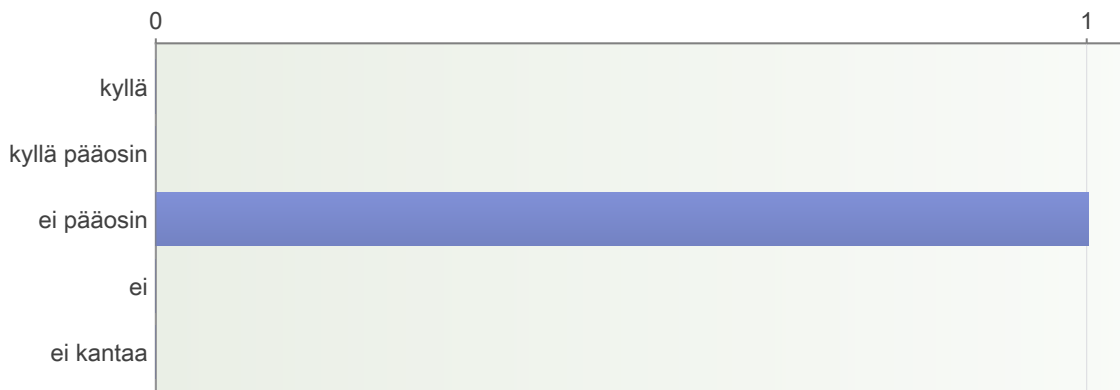 0 1
kyllä
kyllä pääosin
ei pääosin
ei
ei kantaa